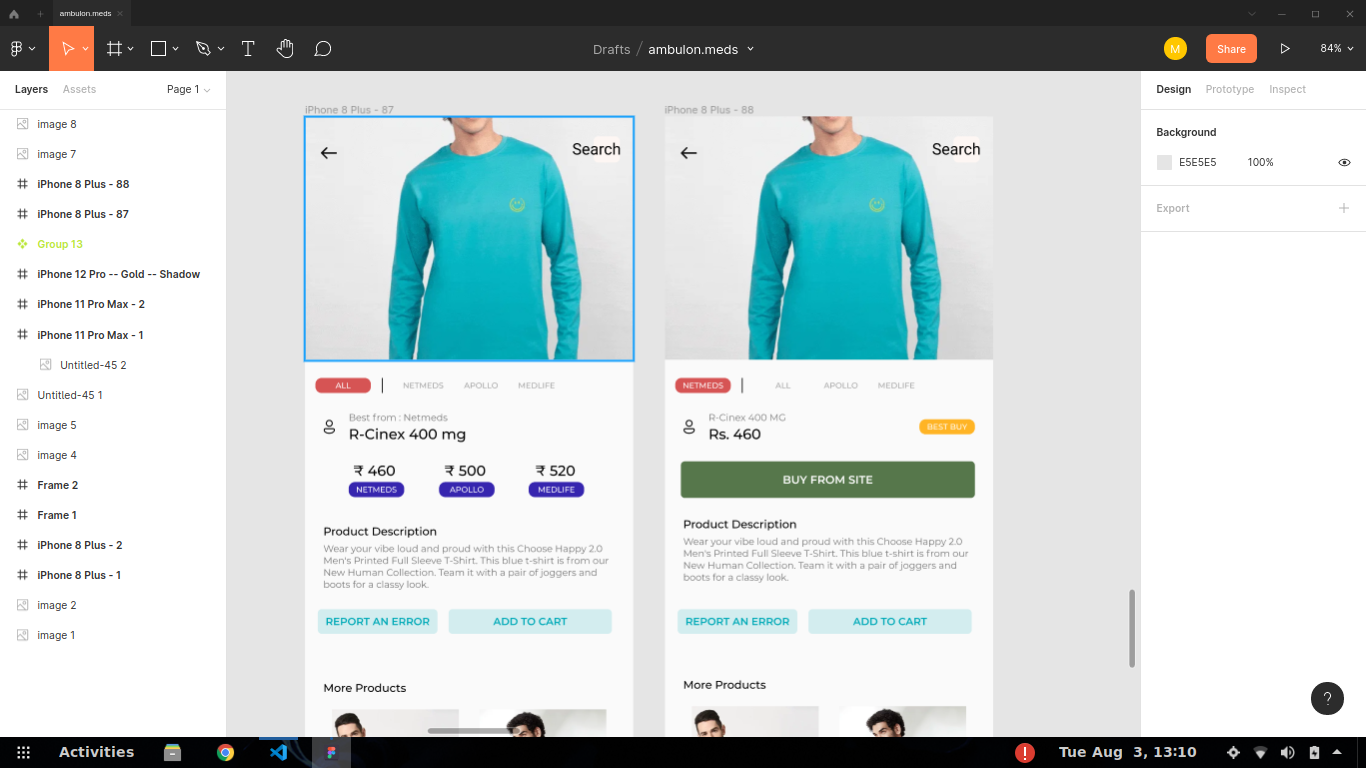 ambulon.meds
Drafts / ambulon.meds
M
Share
84%
Layers
Assets
Page 1
image 8
image 7
iPhone 8 Plus - 88
iPhone 8 Plus - 87
Group 13
iPhone 12 Pro -- Gold -- Shadow
iPhone 11 Pro Max - 2
iPhone 11 Pro Max - 1
Untitled-45 2
Untitled-45 1
image 5
image 4
Frame 2
Frame 1
iPhone 8 Plus - 2
iPhone 8 Plus - 1
image 2
image 1
iPhone 8 Plus - 87
Search
ALL
NETMEDS
APOLLO
MEDLIFE
Best from : Netmeds
R-Cinex 400 mg
₹ 460
₹ 500
₹ 520
NETMEDS
APOLLO
MEDLIFE
Product Description
Wear your vibe loud and proud with this Choose Happy 2.0
Men's Printed Full Sleeve T-Shirt. This blue t-shirt is from our
New Human Collection. Team it with a pair of joggers and
boots for a classy look.
REPORT AN ERROR
ADD TO CART
More Products
iPhone 8 Plus - 88
Search
NETMEDS
ALL
APOLLO
MEDLIFE
R-Cinex 400 MG
Rs. 460
BEST BUY
BUY FROM SITE
Product Description
Wear your vibe loud and proud with this Choose Happy 2.0
Men's Printed Full Sleeve T-Shirt. This blue t-shirt is from our
New Human Collection. Team it with a pair of joggers and
boots for a classy look.
REPORT AN ERROR
ADD TO CART
More Products
Design
Prototype
Inspect
Background
E5E5E5
100%
Export
?
Activities
Tue Aug 3, 13:10